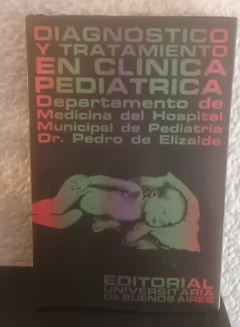 DIAGNOSTICO
Y TRATAMIENTO
EN CLINICA
PEDIATRICA
Departamento de
Medicina del Hospital
Municipal de Pediatria
Dr. Pedro de Elizalde
EDITORIAL
UNIVERSITARIA
DE BUENOS AIRES